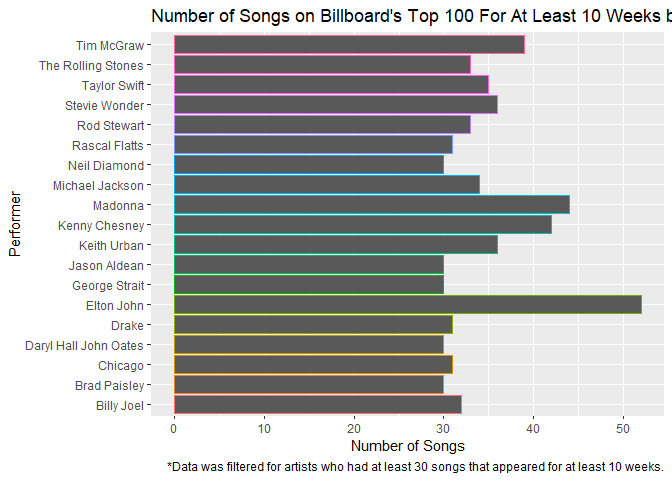 Number of Songs on Billboard's Top 100 For At Least 10 Weeks
Tim McGraw
The Rolling Stones
Taylor Swift
Stevie Wonder
Rod Stewart
Rascal Flatts
Neil Diamond
Michael Jackson
Madonna
Kenny Chesney
Keith Urban
Jason Aldean
George Strait
Elton John
Drake
Daryl Hall John Oates
Chicago
Brad Paisley
Billy Joel
Performer
0 10 20 30 40 50
Number of Songs
*Data was filtered for artists who had at least 30 songs that appeared for at least 10 weeks.